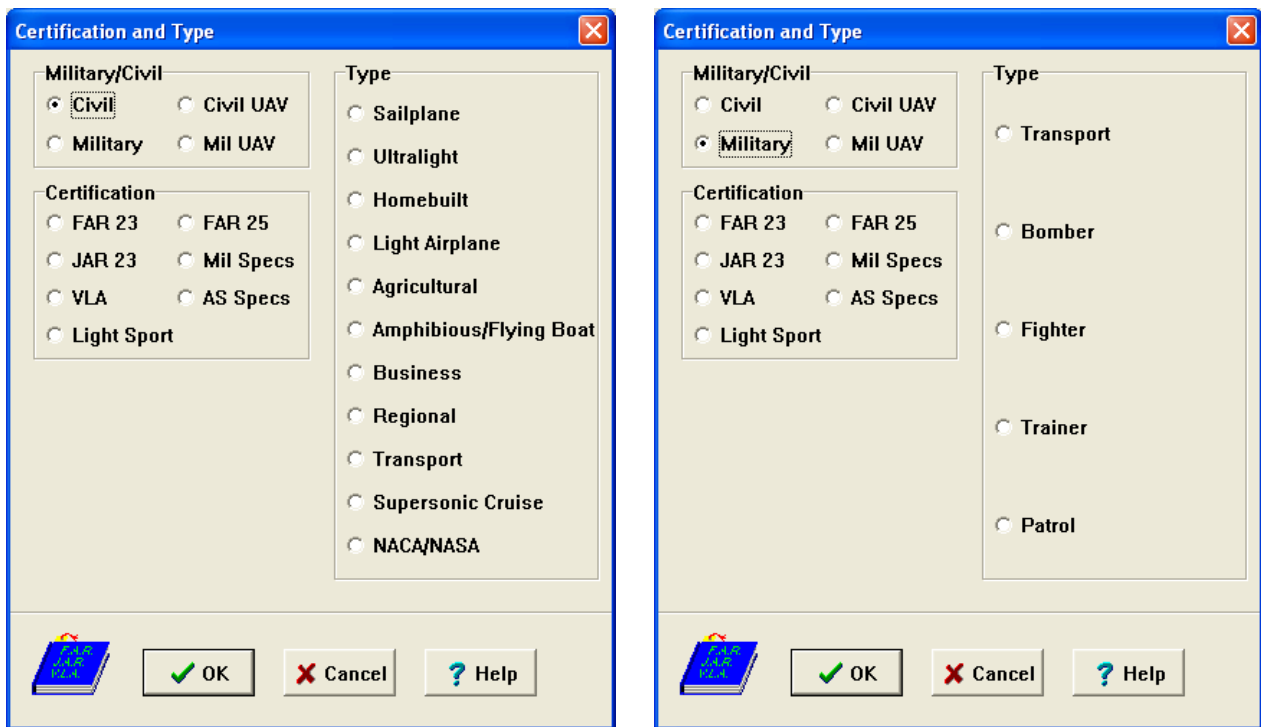 Certification and Type
Military/Civil
Civil
Civil UAV
Military
Mil UAV
Certification
FAR 23
FAR 25
JAR 23
Mil Specs
VLA
AS Specs
Light Sport
Type
Sailplane
Ultralight
Homebuilt
Light Airplane
Agricultural
Amphibious/Flying Boat
Business
Regional
Transport
Supersonic Cruise
NACA/NASA
F.A.R.
J.A.R.
V.L.A.
OK
Cancel
? Help
Certification and Type
Military/Civil
Civil
Civil UAV
Military
Mil UAV
Certification
FAR 23
FAR 25
JAR 23
Mil Specs
VLA
AS Specs
Light Sport
Type
Transport
Bomber
Fighter
Trainer
Patrol
F.A.R.
J.A.R.
V.L.A.
OK
Cancel
? Help